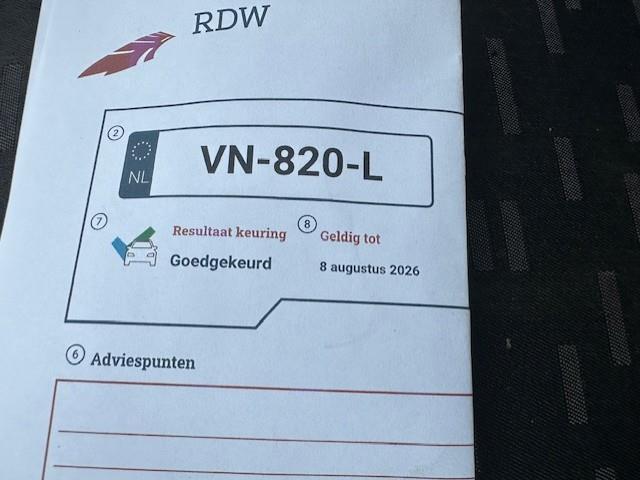 RDW
2
NL
VN-820-L
7
Resultaat keuring
Goedgekeurd
8
Geldig tot
8 augustus 2026
6 Adviespunten